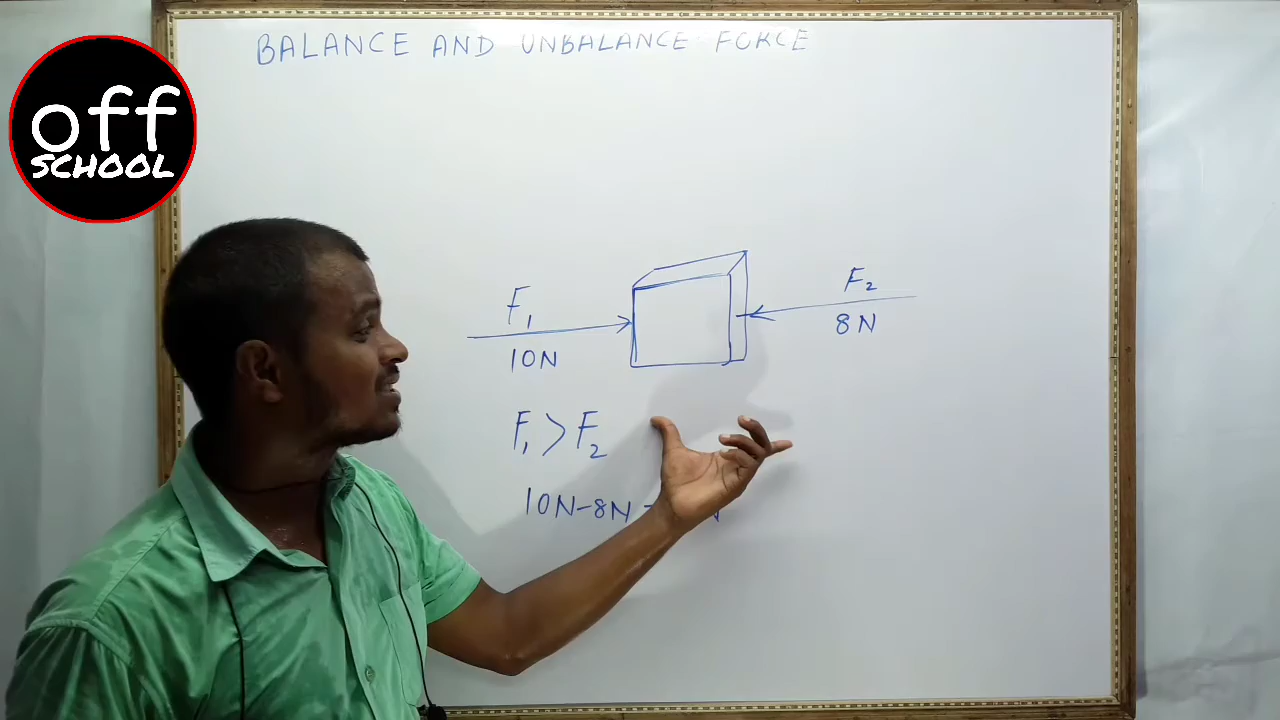 off
SCHOOL
BALANCE AND UNBALANCE FORCE
F₁
10N
F₂
8N
F₁ > F₂
10N-8N